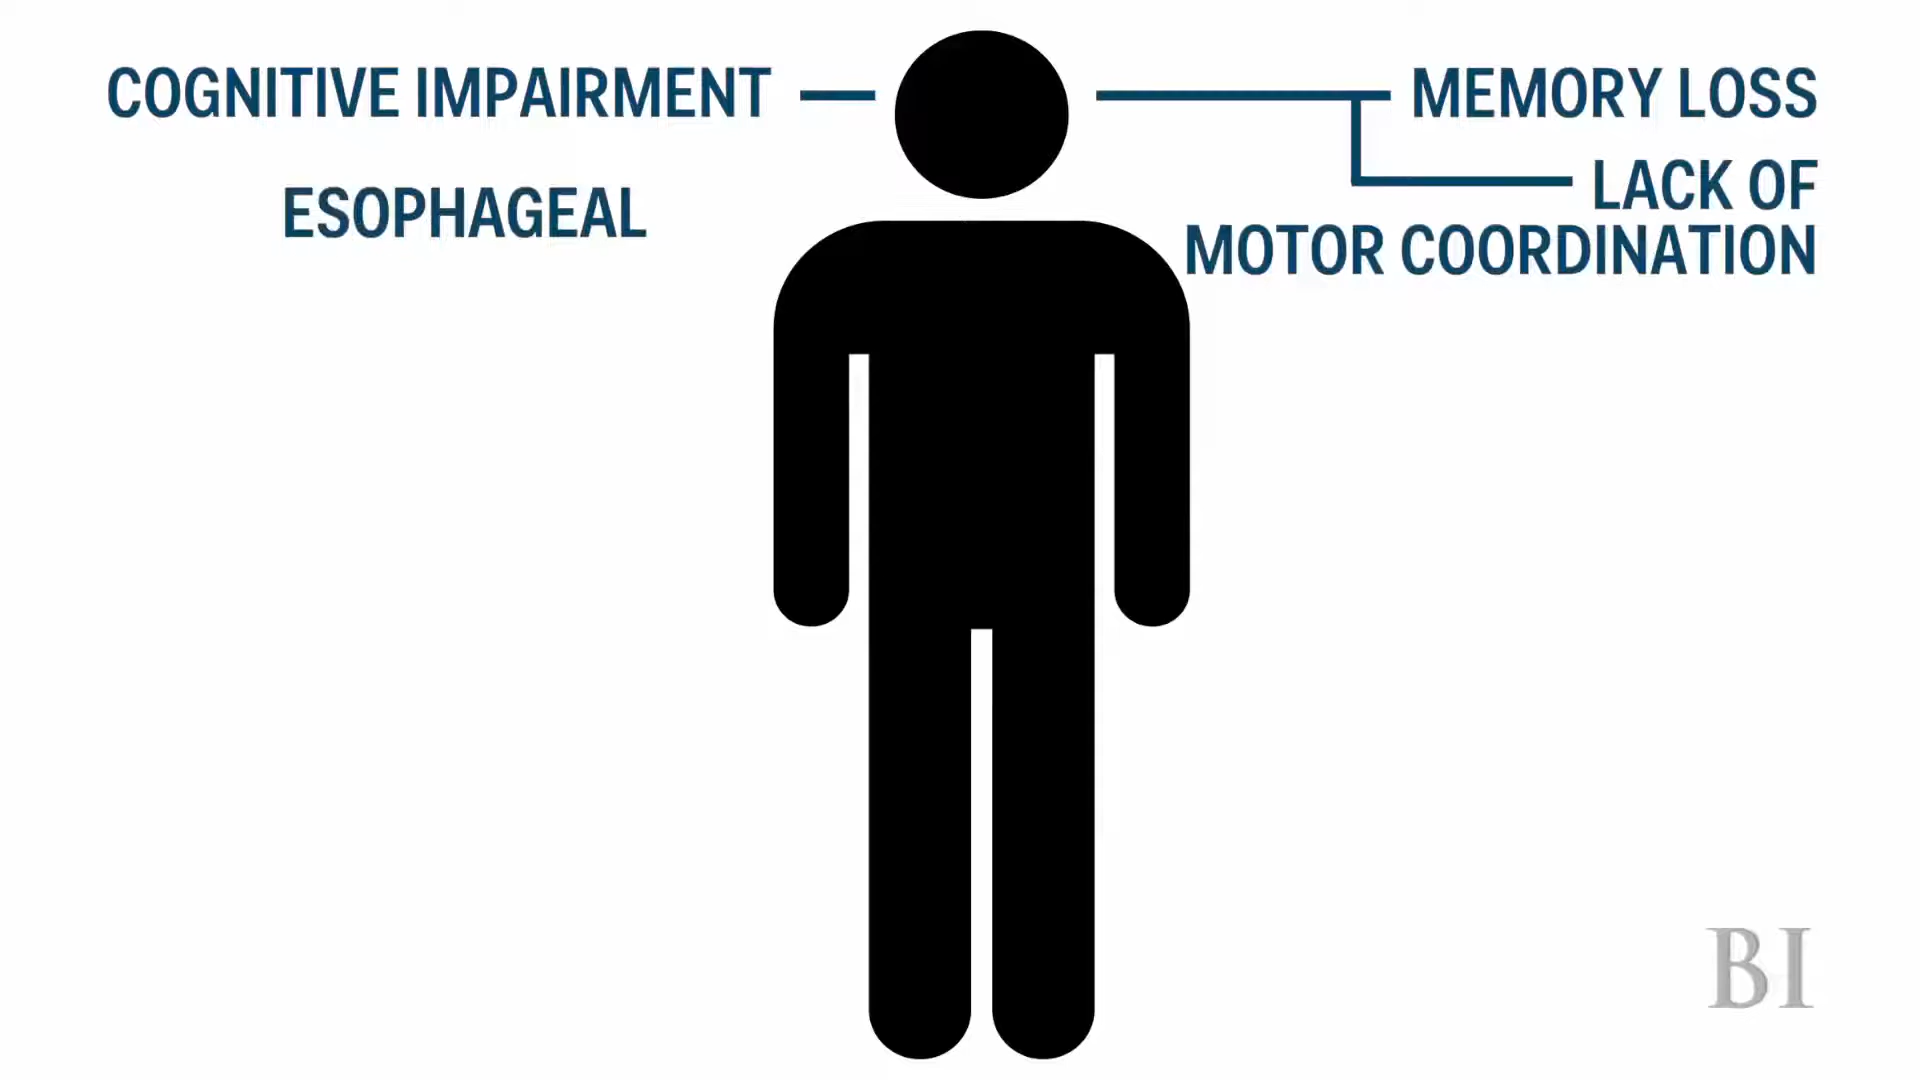 COGNITIVE IMPAIRMENT
ESOPHAGEAL
MEMORY LOSS
LACK OF
MOTOR COORDINATION
BI